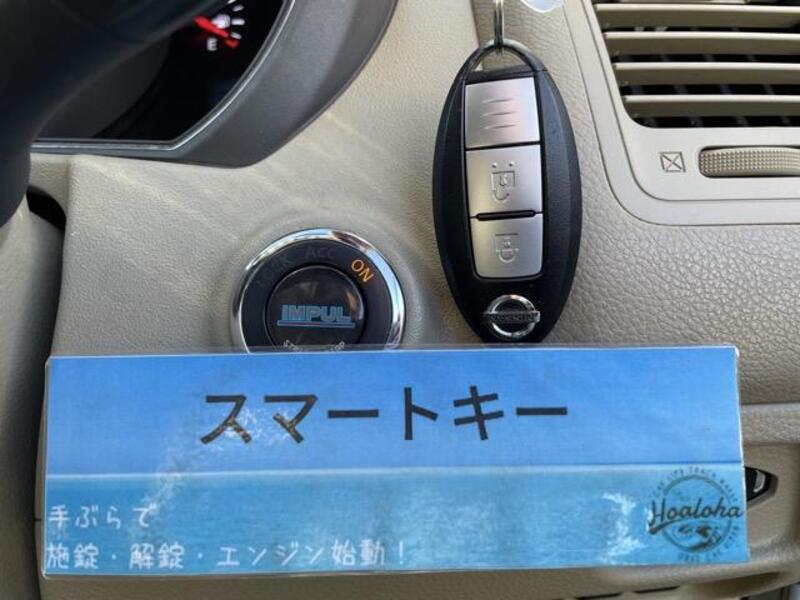 E
LOCK ACC ON
IMPUL
NISSAN
スマートキー
手ぶらで
施錠・解錠・エンジン始動！
Hoaloha